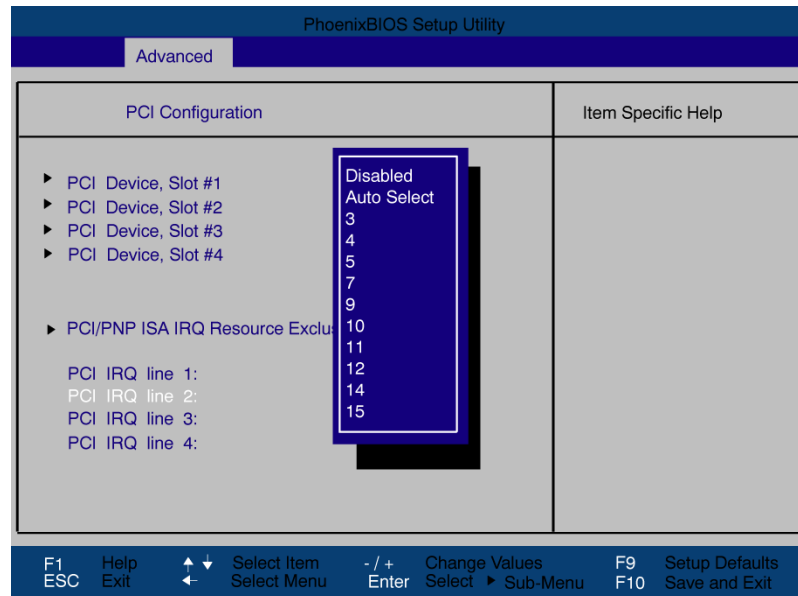 PhoenixBIOS Setup Utility
Advanced
PCI Configuration
Item Specific Help
PCI Device, Slot #1
PCI Device, Slot #2
PCI Device, Slot #3
PCI Device, Slot #4
PCI/PNP ISA IRQ Resource Exclu
PCI IRQ line 1:
PCI IRQ line 2:
PCI IRQ line 3:
PCI IRQ line 4:
Disabled
Auto Select
3
4
5
7
9
10
11
12
14
15
F1 Help Select Item - / + Change Values F9 Setup Defaults
ESC Exit Select Menu Enter Select Sub-Menu F10 Save and Exit